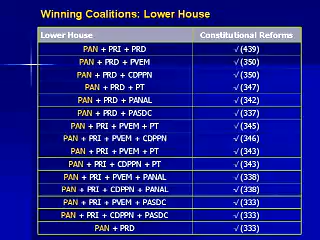 Winning Coalitions: Lower House
Lower House Constitutional Reforms
PAN + PRI + PRD √ (439)
PAN + PRD + PVEM √ (350)
PAN + PRD + CDPPN √ (350)
PAN + PRD + PT √ (347)
PAN + PRD + PANAL √ (342)
PAN + PRD + PASDC √ (337)
PAN + PRI + PVEM + PT √ (345)
PAN + PRI + PVEM + CDPPN √ (346)
PAN + PRI + PVEM + PT √ (343)
PAN + PRI + CDPPN + PT √ (343)
PAN + PRI + PVEM + PANAL √ (338)
PAN + PRI + CDPPN + PANAL √ (338)
PAN + PRI + PVEM + PASDC √ (333)
PAN + PRI + CDPPN + PASDC √ (333)
PAN + PRD √ (333)